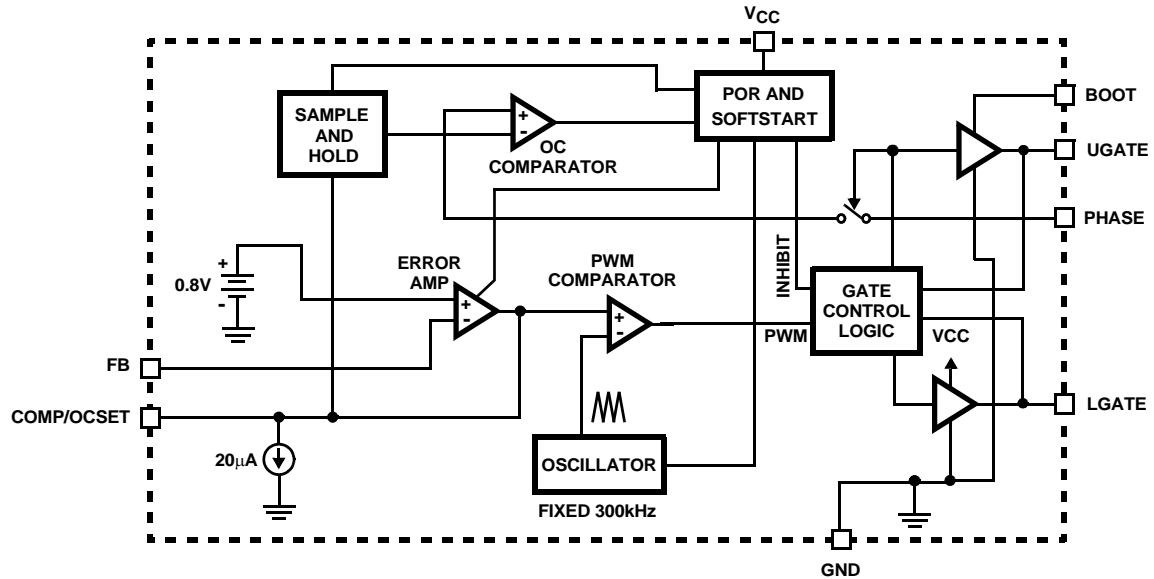 VCC
SAMPLE
AND
HOLD
+
-
OC
COMPARATOR
POR AND
SOFTSTART
BOOT
UGATE
PHASE
+
0.8V
-
ERROR
AMP
+
-
PWM
COMPARATOR
+
-
INHIBIT
GATE
CONTROL
LOGIC
PWM
VCC
FB
COMP/OCSET
LGATE
20µA
OSCILLATOR
FIXED 300kHz
GND